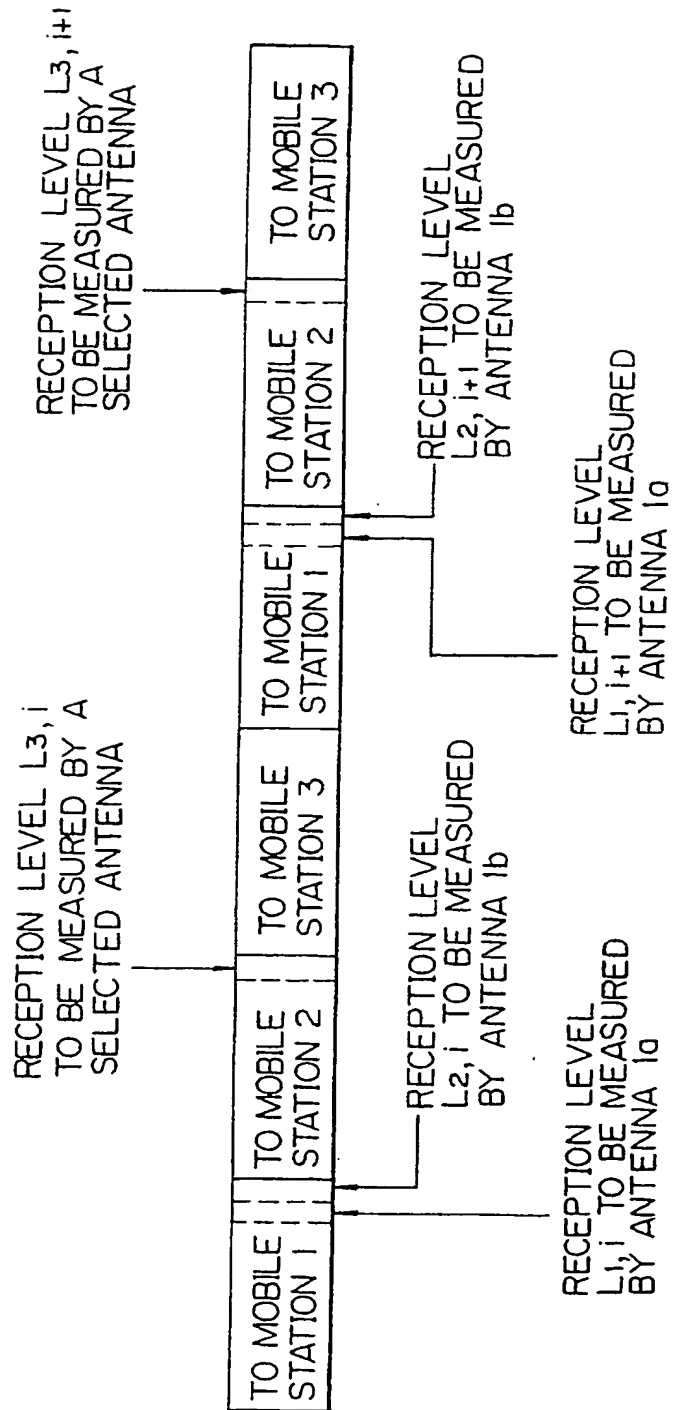 RECEPTION LEVEL L3, i
TO BE MEASURED BY A
SELECTED ANTENNA
RECEPTION LEVEL L3, i+1
TO BE MEASURED BY A
SELECTED ANTENNA
TO MOBILE
STATION 1
TO MOBILE
STATION 2
TO MOBILE
STATION 3
TO MOBILE
STATION 1
TO MOBILE
STATION 2
TO MOBILE
STATION 3
RECEPTION LEVEL
L2, i TO BE MEASURED
BY ANTENNA 1b
RECEPTION LEVEL
L2, i+1 TO BE MEASURED
BY ANTENNA 1b
RECEPTION LEVEL
L1, i TO BE MEASURED
BY ANTENNA 1a
RECEPTION LEVEL
L1, i+1 TO BE MEASURED
BY ANTENNA 1a